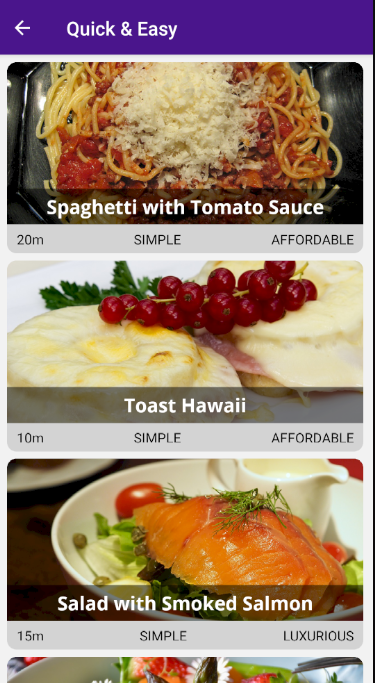 Quick & Easy
Spaghetti with Tomato Sauce
20m SIMPLE AFFORDABLE
Toast Hawaii
10m SIMPLE AFFORDABLE
Salad with Smoked Salmon
15m SIMPLE LUXURIOUS